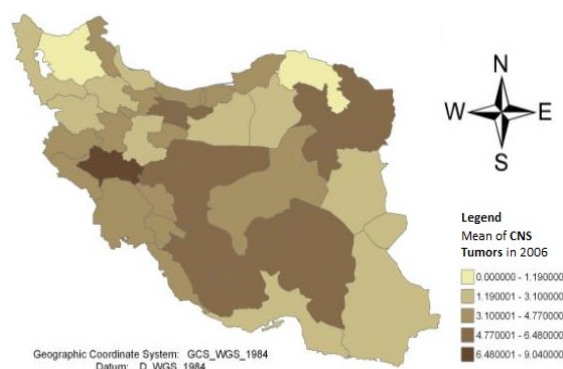 N
W E
S
Legend
Mean of CNS
Tumors in 2006
0.000000 - 1.190000
1.190001 - 3.100000
3.100001 - 4.770000
4.770001 - 6.480000
6.480001 - 9.040000
Geographic Coordinate System: GCS_WGS_1984
Datum: D_WGS_1984